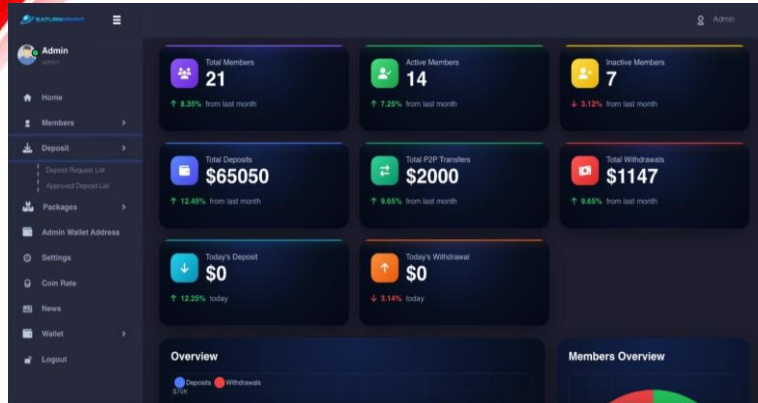 SATURN
Admin
Admin
admin
Home
Members
Deposit
Deposit Request List
Approved Deposit List
Packages
Admin Wallet Address
Settings
Coin Rate
News
Wallet
Logout
Total Members
21
↑ 8.35% from last month
Active Members
14
↑ 7.25% from last month
Inactive Members
7
↓ 3.12% from last month
Total Deposits
$65050
↑ 12.45% from last month
Total P2P Transfers
$2000
↑ 9.65% from last month
Total Withdrawals
$1147
↑ 9.65% from last month
Today's Deposit
$0
↑ 12.25% today
Today's Withdrawal
$0
↓ 3.14% today
Overview
Deposits Withdrawals
$70K
Members Overview